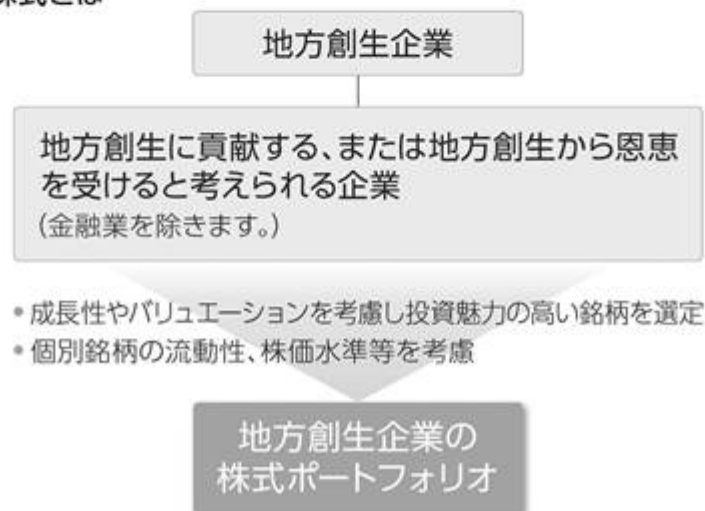 地方創生企業
地方創生に貢献する、または地方創生から恩恵
を受けると考えられる企業
(金融業を除きます。)
• 成長性やバリュエーションを考慮し投資魅力の高い銘柄を選定
• 個別銘柄の流動性、株価水準等を考慮
地方創生企業の
株式ポートフォリオ